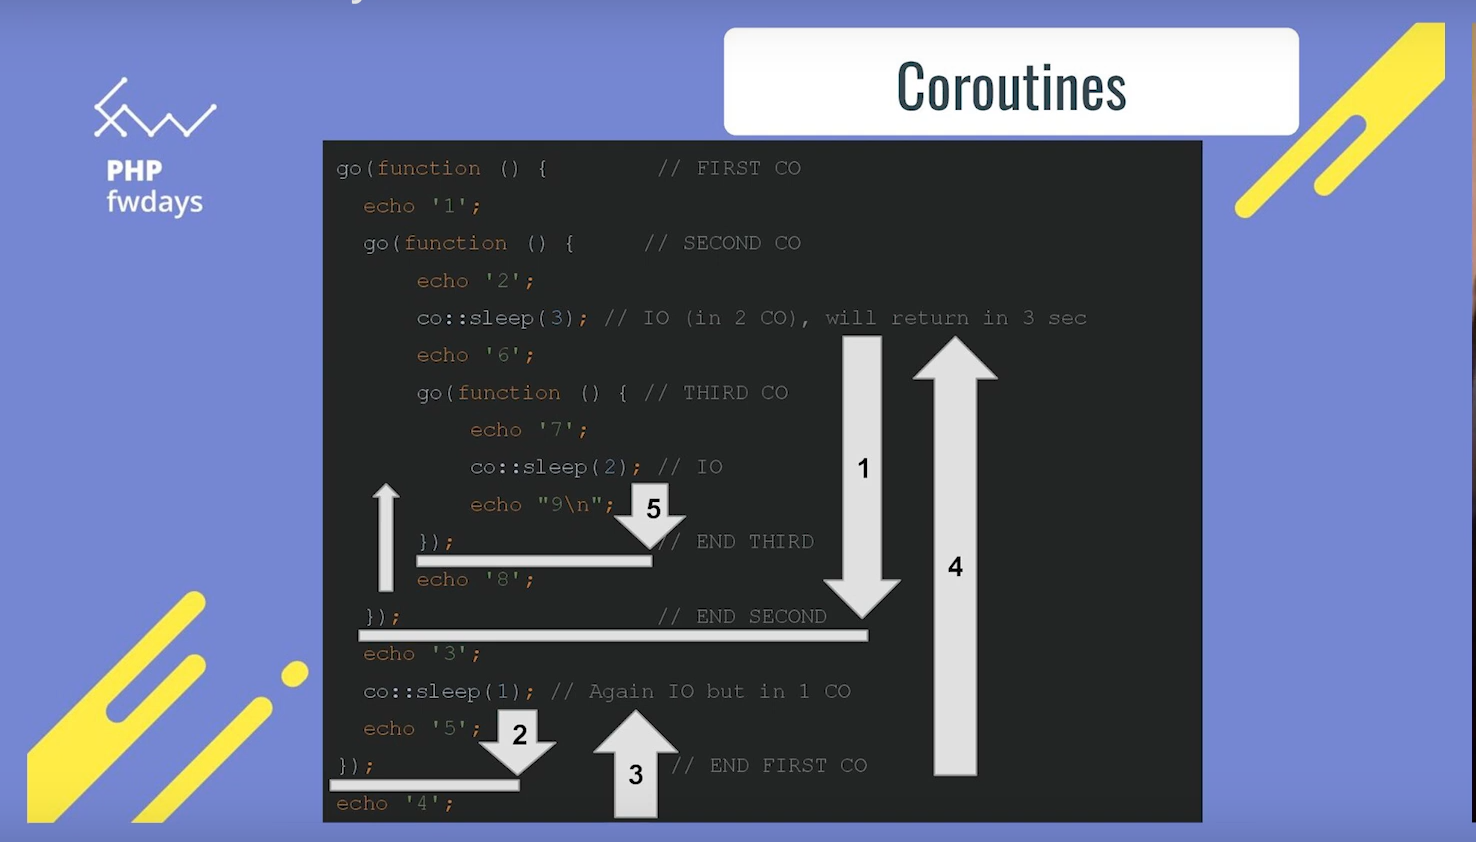 Coroutines
PHP
fwdays
go(function () { // FIRST CO
echo '1';
go(function () { // SECOND CO
echo '2';
co::sleep(3); // IO (in 2 CO), will return in 3 sec
echo '6';
go(function () { // THIRD CO
echo '7';
co::sleep(2); // IO
echo "9\n";
}); // END THIRD
echo '8';
}); // END SECOND
echo '3';
co::sleep(1); // Again IO but in 1 CO
echo '5';
}); // END FIRST CO
echo '4';
1
5
4
2
3